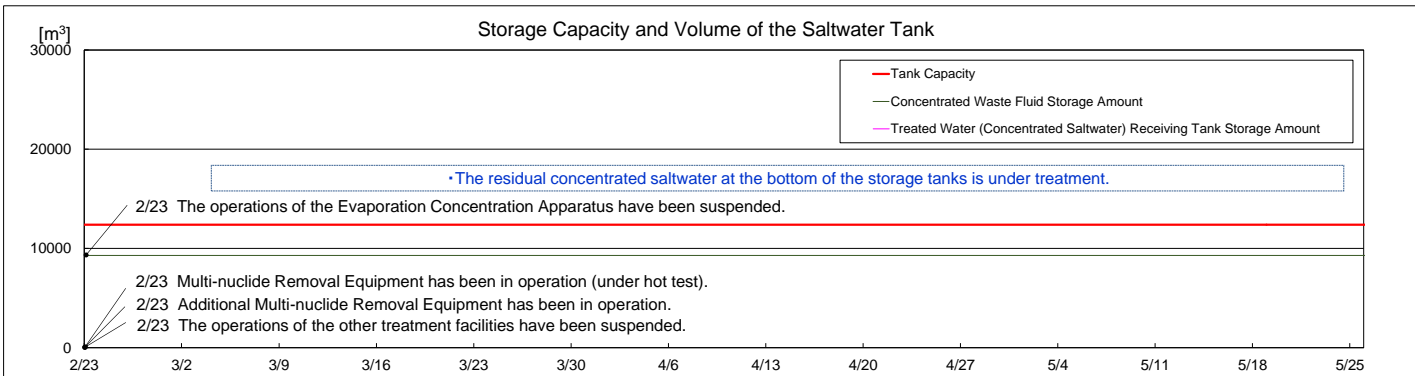 Storage Capacity and Volume of the Saltwater Tank
[m³]
30000
Tank Capacity
Concentrated Waste Fluid Storage Amount
Treated Water (Concentrated Saltwater) Receiving Tank Storage Amount
20000
・The residual concentrated saltwater at the bottom of the storage tanks is under treatment.
2/23 The operations of the Evaporation Concentration Apparatus have been suspended.
10000
2/23 Multi-nuclide Removal Equipment has been in operation (under hot test).
2/23 Additional Multi-nuclide Removal Equipment has been in operation.
2/23 The operations of the other treatment facilities have been suspended.
0
2/23 3/2 3/9 3/16 3/23 3/30 4/6 4/13 4/20 4/27 5/4 5/11 5/18 5/25